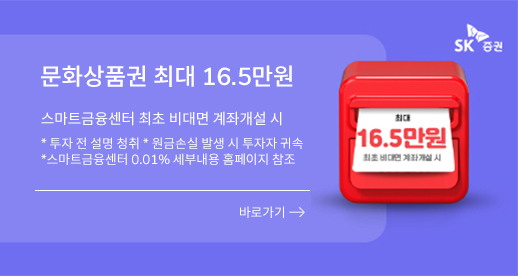 SK증권
문화상품권 최대 16.5만원
스마트금융센터 최초 비대면 계좌개설 시
* 투자 전 설명 청취 * 원금손실 발생 시 투자자 귀속
*스마트금융센터 0.01% 세부내용 홈페이지 참조
바로가기 →
최대
16.5만원
최초 비대면 계좌개설 시